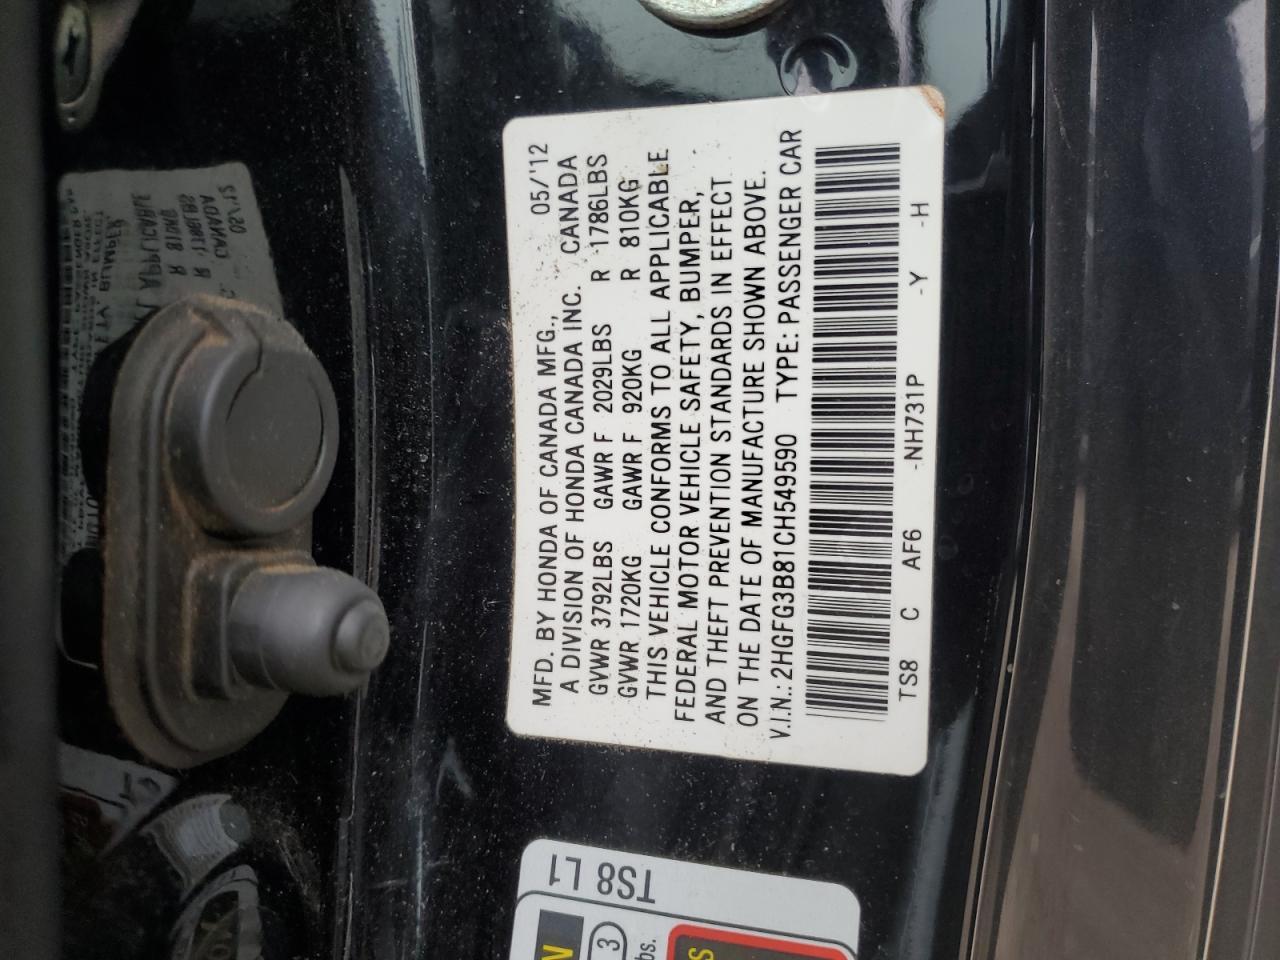 MFD. BY HONDA OF CANADA MFG., 05/'12
A DIVISION OF HONDA CANADA INC. CANADA
GVWR 3792LBS GAWR F 2029LBS R 1786LBS
GVWR 1720KG GAWR F 920KG R 810KG
THIS VEHICLE CONFORMS TO ALL APPLICABLE
FEDERAL MOTOR VEHICLE SAFETY, BUMPER,
AND THEFT PREVENTION STANDARDS IN EFFECT
ON THE DATE OF MANUFACTURE SHOWN ABOVE.
V.I.N.: 2HGFG3B81CH549590 TYPE: PASSENGER CAR
TS8 C AF6 -NH731P -Y -H
TS8 L1
3
bs.